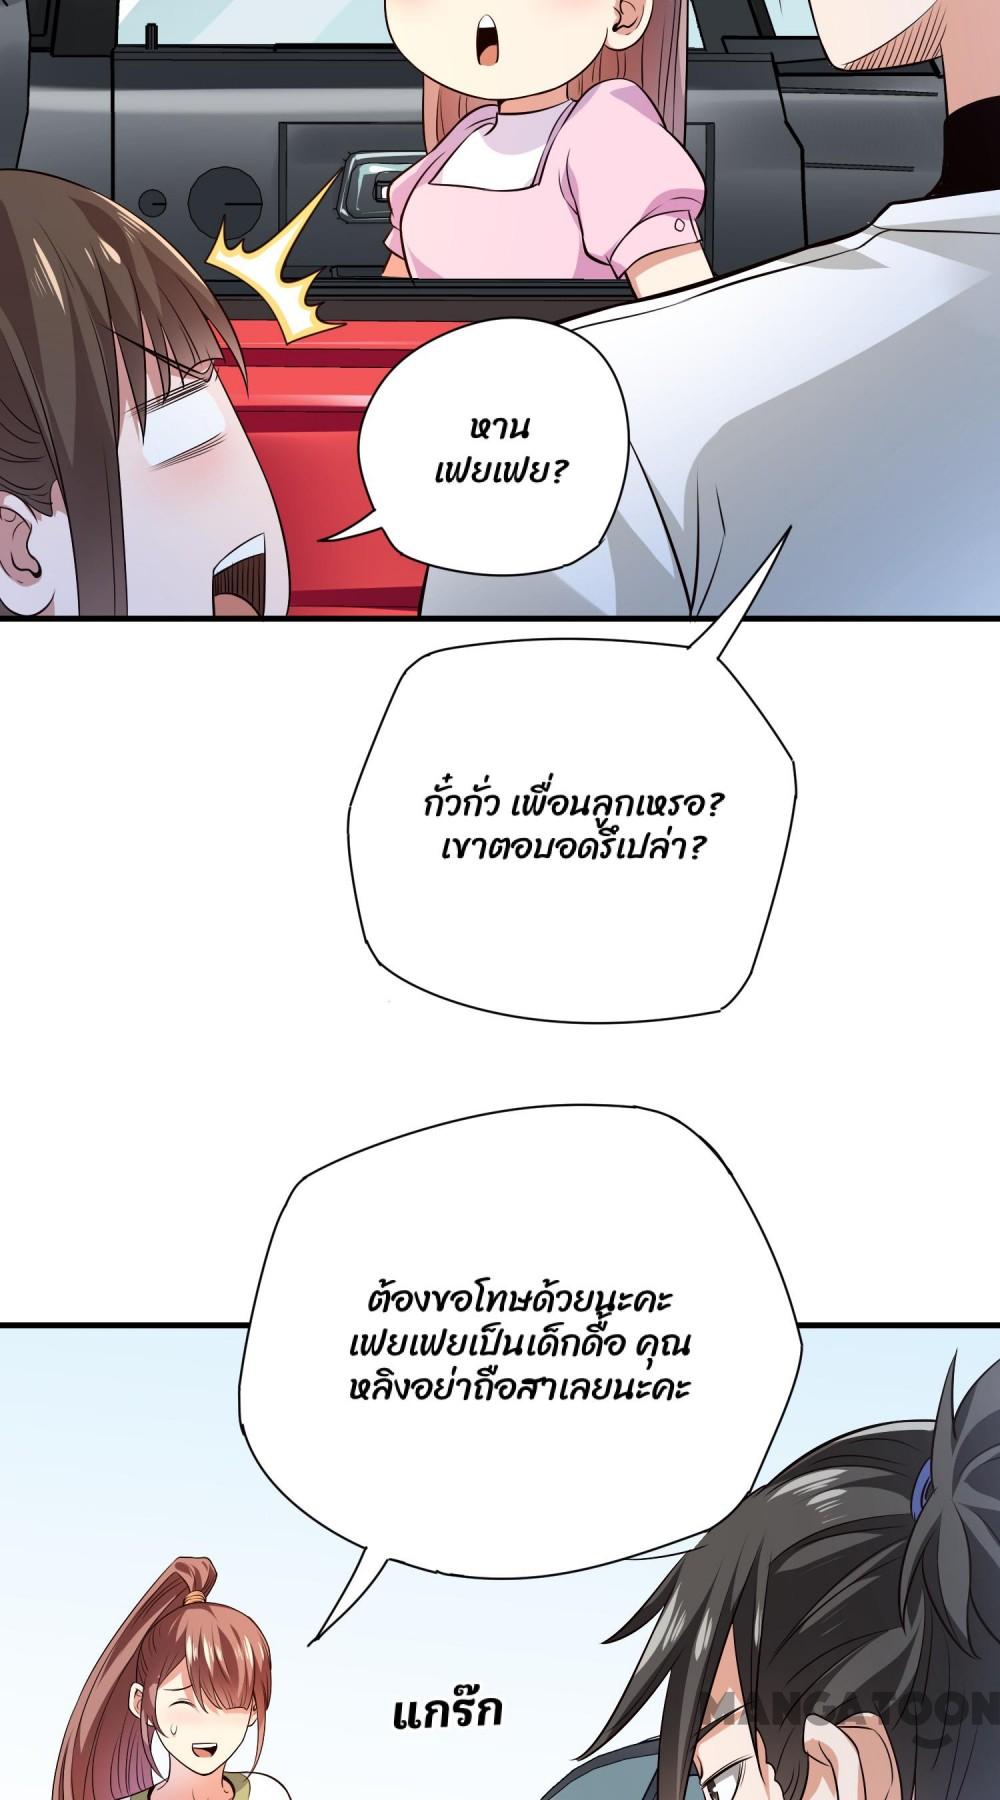 หาน
เฟยเฟย?
กั๋วกั่ว เพื่อนลูกเหรอ?
เขาตอบอดรึเปล่า?
ต้องขอโทษด้วยนะคะ
เฟยเฟยเป็นเด็กดื้อ คุณ
หลิงอย่าถือสาเลยนะคะ
แกร๊ก
MANGATOON